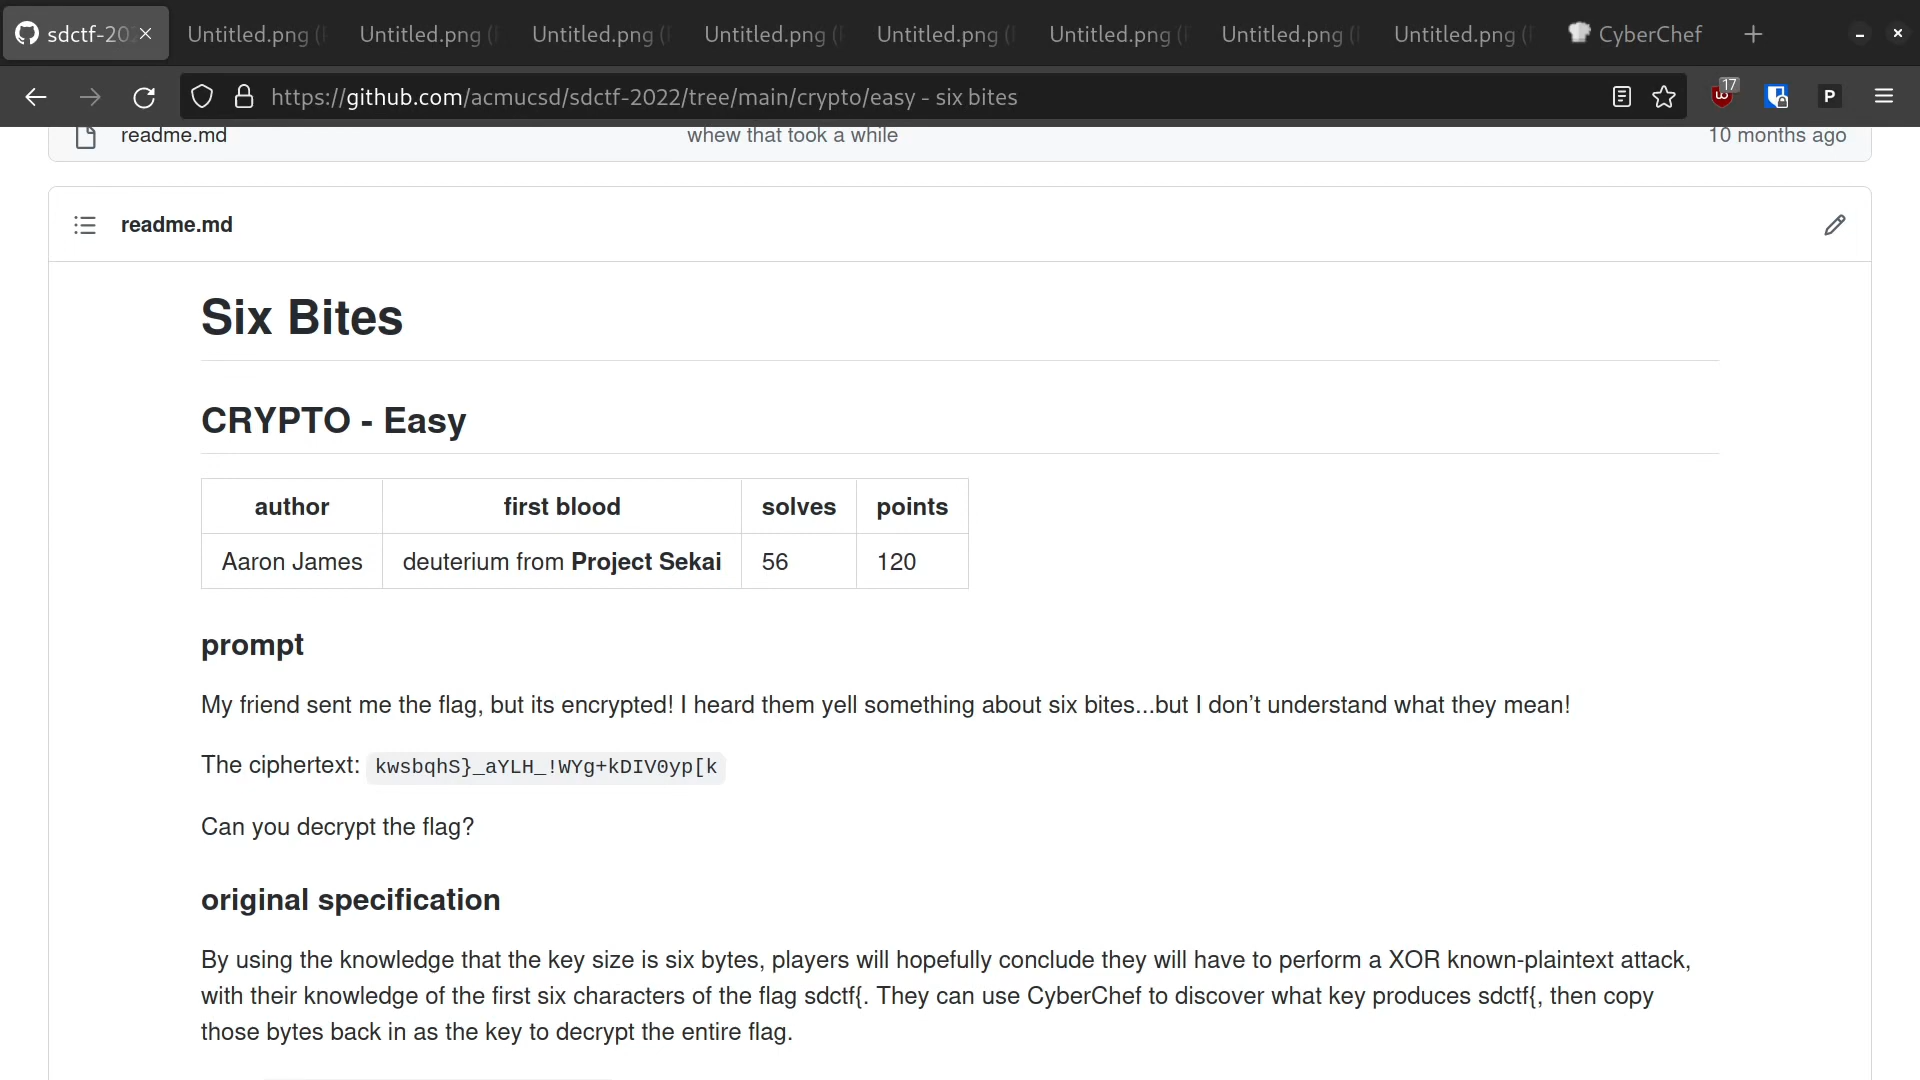 sdctf-20
Untitled.png (
Untitled.png (
Untitled.png (
Untitled.png (
Untitled.png (
Untitled.png (
Untitled.png (
Untitled.png (
CyberChef
https://github.com/acmucsd/sdctf-2022/tree/main/crypto/easy - six bites
17
P
readme.md
whew that took a while
10 months ago
readme.md
Six Bites
CRYPTO - Easy
author first blood solves points
Aaron James deuterium from Project Sekai 56 120
prompt
My friend sent me the flag, but its encrypted! I heard them yell something about six bites...but I don’t understand what they mean!
The ciphertext: kwsbqhS}_aYLH_!WYg+kDIV0yp[k
Can you decrypt the flag?
original specification
By using the knowledge that the key size is six bytes, players will hopefully conclude they will have to perform a XOR known-plaintext attack,
with their knowledge of the first six characters of the flag sdctf{. They can use CyberChef to discover what key produces sdctf{, then copy
those bytes back in as the key to decrypt the entire flag.